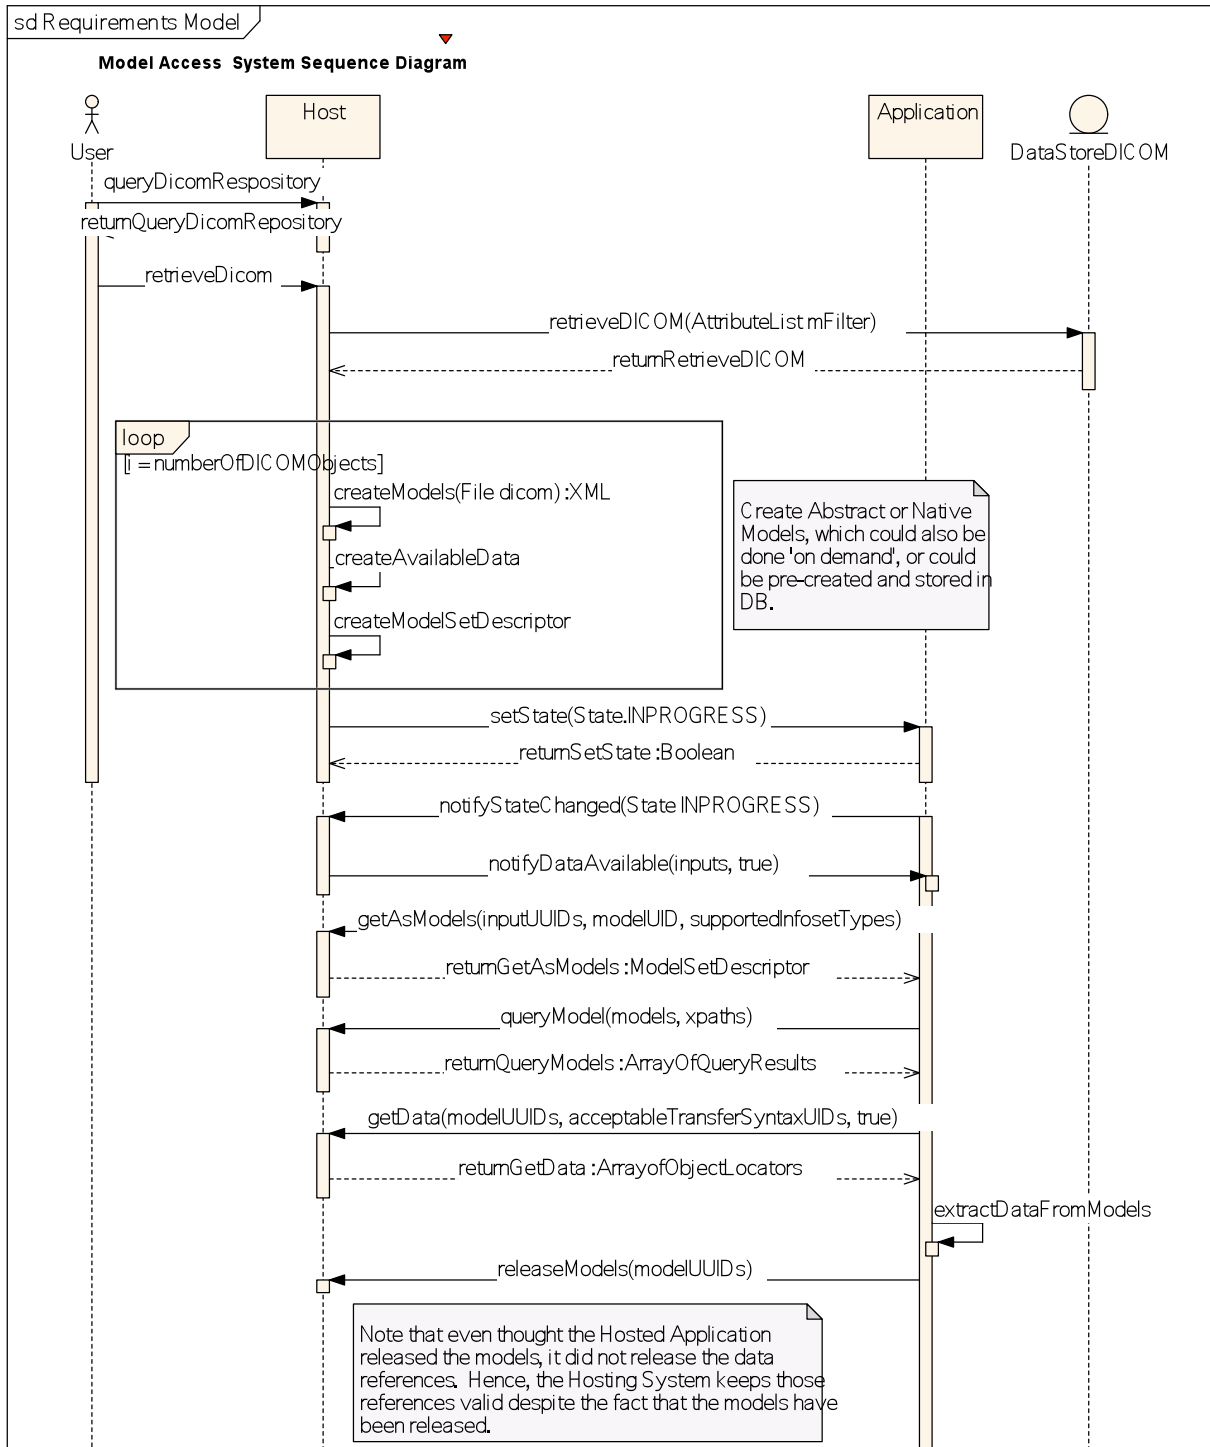 sd Requirements Model
Model Access System Sequence Diagram
User
Host
Application
DataStoreDICOM
queryDicomRespository
returnQueryDicomRepository
retrieveDicom
retrieveDICOM(AttributeList mFilter)
returnRetrieveDICOM
loop
[i = numberOfDICOMObjects]
createModels(File dicom) :XML
createAvailableData
createModelSetDescriptor
Create Abstract or Native
Models, which could also be
done 'on demand', or could
be pre-created and stored in
DB.
setState(State.INPROGRESS)
returnSetState :Boolean
notifyStateChanged(State INPROGRESS)
notifyDataAvailable(inputs, true)
getAsModels(inputUUIDs, modelUID, supportedInfosetTypes)
returnGetAsModels :ModelSetDescriptor
queryModel(models, xpaths)
returnQueryModels :ArrayOfQueryResults
getData(modelUUIDs, acceptableTransferSyntaxUIDs, true)
returnGetData :ArrayofObjectLocators
extractDataFromModels
releaseModels(modelUUIDs)
Note that even thought the Hosted Application
released the models, it did not release the data
references.  Hence, the Hosting System keeps those
references valid despite the fact that the models have
been released.